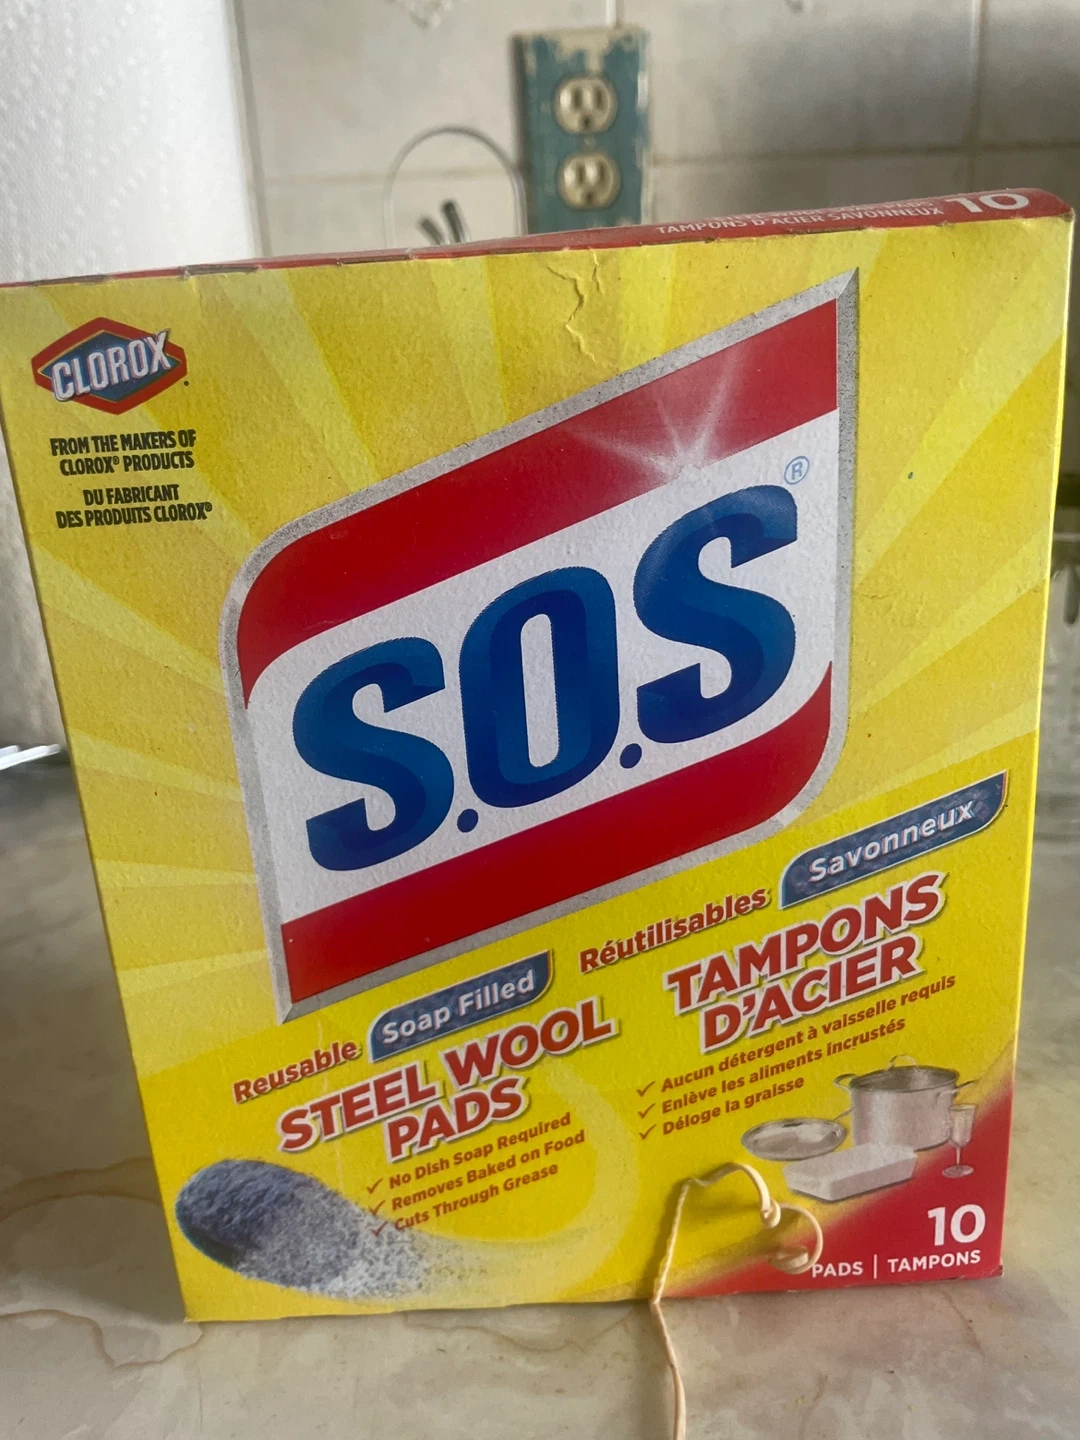 TAMPONS D'ACIER SAVONNEUX 10
CLOROX
FROM THE MAKERS OF
CLOROX® PRODUCTS
DU FABRICANT
DES PRODUITS CLOROX®
S.O.S ®
Reusable Soap Filled
STEEL WOOL
PADS
✓ No Dish Soap Required
✓ Removes Baked on Food
✓ Cuts Through Grease
Réutilisables Savonneux
TAMPONS
D'ACIER
✓ Aucun détergent à vaisselle requis
✓ Enlève les aliments incrustés
✓ Déloge la graisse
10
PADS | TAMPONS